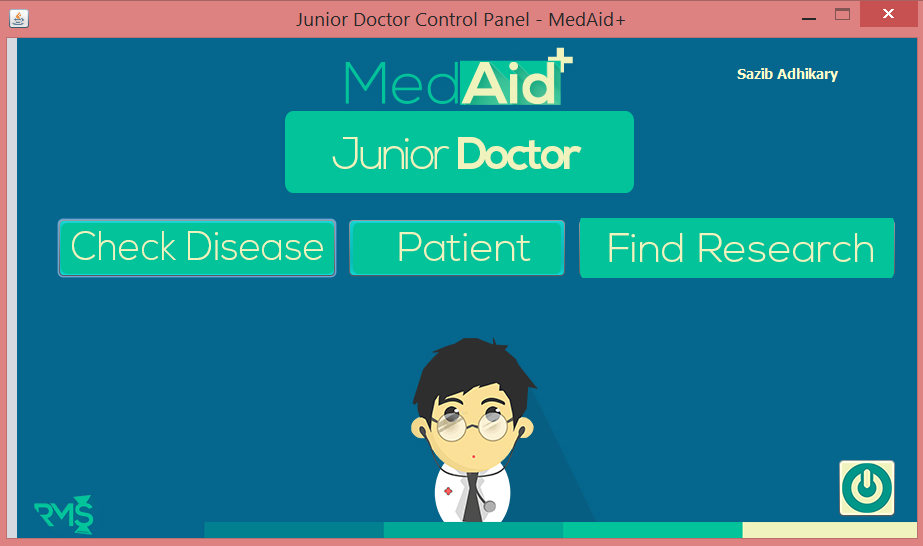 Junior Doctor Control Panel - MedAid+
MedAid+
Sazib Adhikary
Junior Doctor
Check Disease
Patient
Find Research
RMS